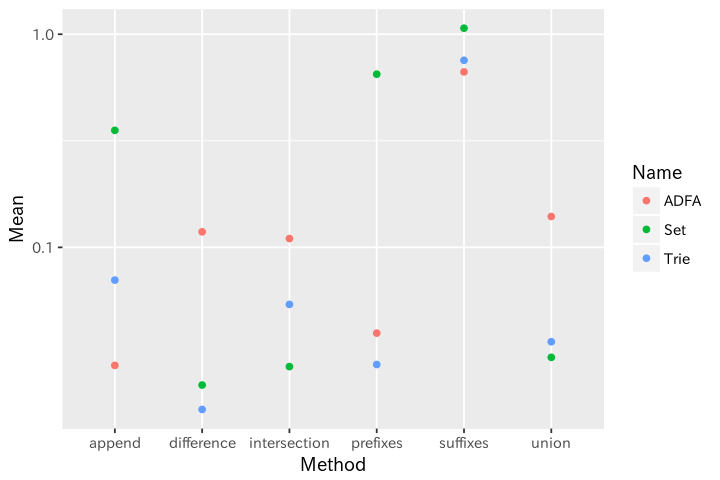 1.0
0.1
Mean
append difference intersection prefixes suffixes union
Method
Name
ADFA
Set
Trie